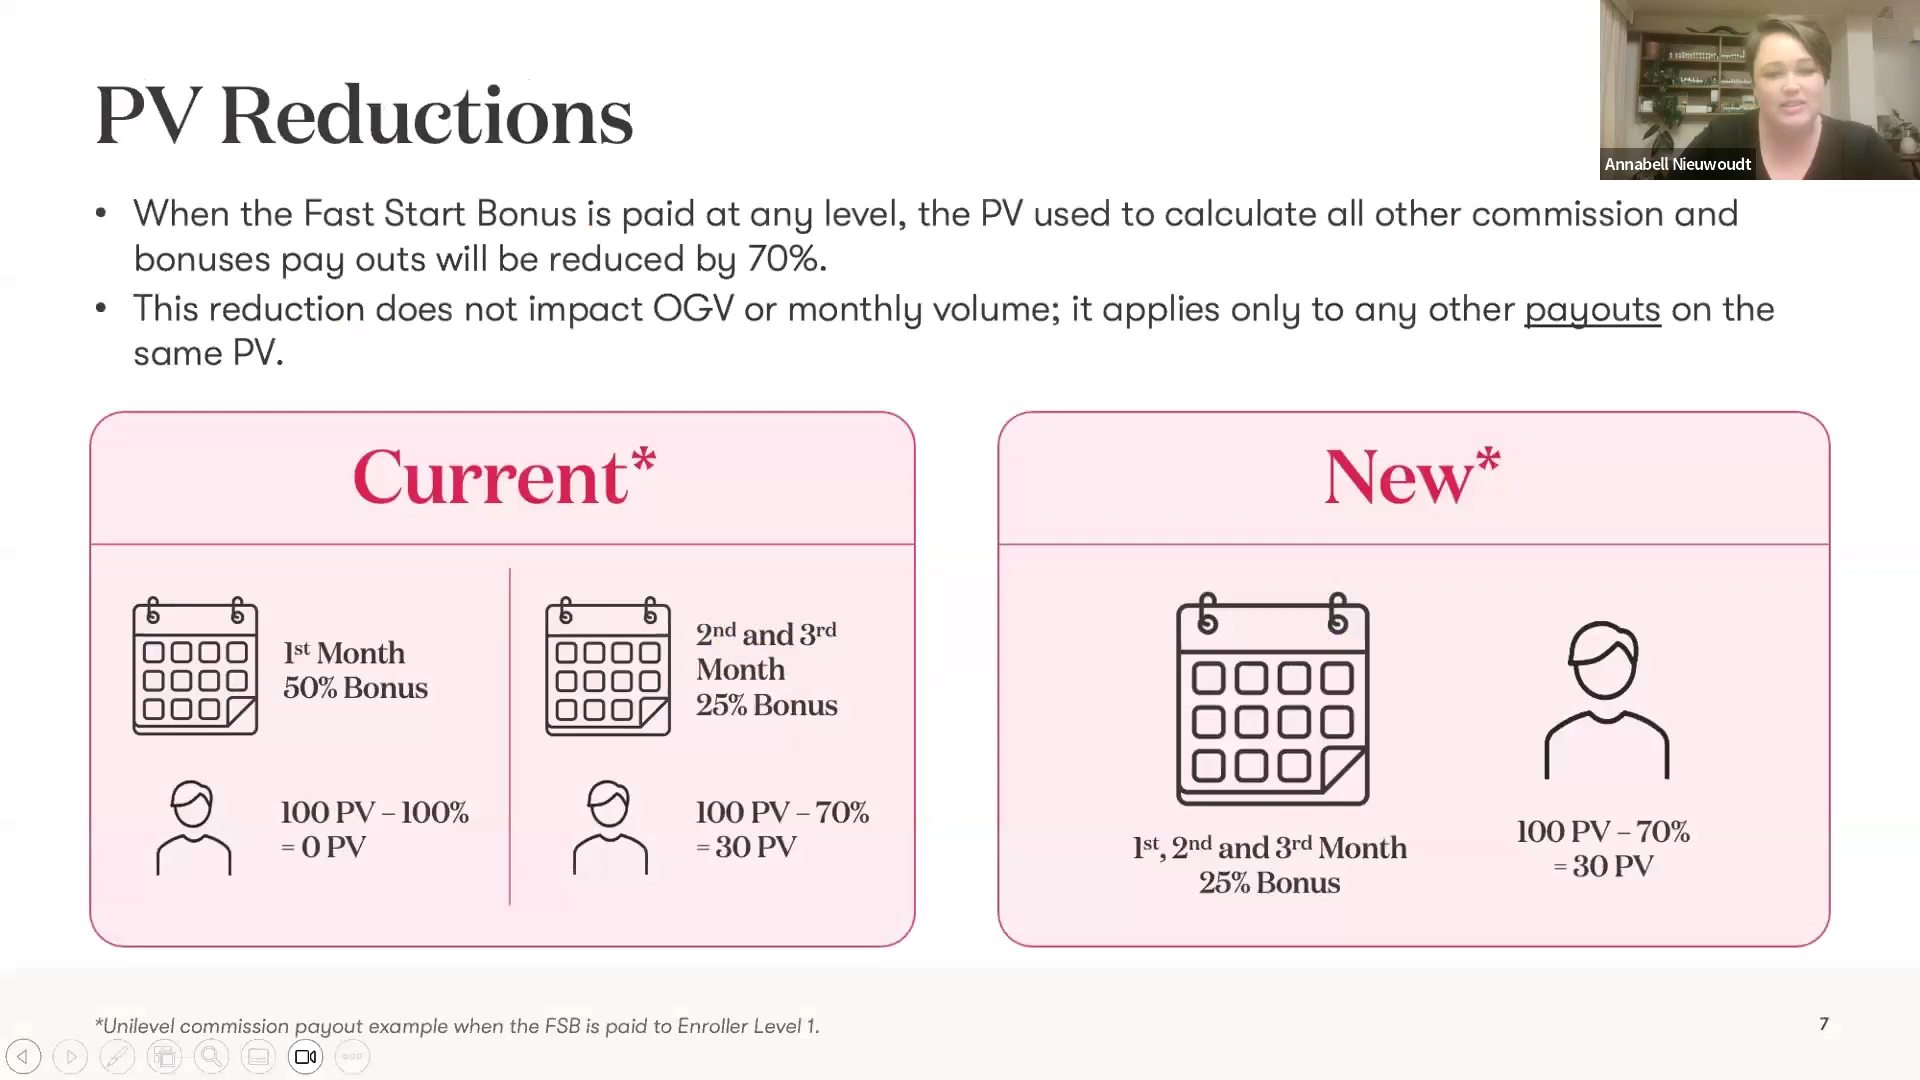 PV Reductions
Annabell Nieuwoudt
• When the Fast Start Bonus is paid at any level, the PV used to calculate all other commission and
bonuses pay outs will be reduced by 70%.
• This reduction does not impact OGV or monthly volume; it applies only to any other payouts on the
same PV.
Current*
1st Month
50% Bonus
100 PV – 100%
= 0 PV
2nd and 3rd
Month
25% Bonus
100 PV – 70%
= 30 PV
New*
1st, 2nd and 3rd Month
25% Bonus
100 PV – 70%
= 30 PV
*Unilevel commission payout example when the FSB is paid to Enroller Level 1.
7